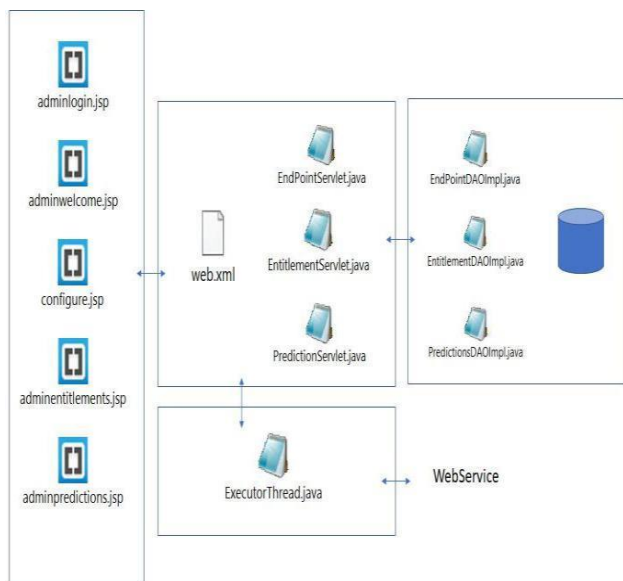 adminlogin.jsp
adminwelcome.jsp
configure.jsp
adminentitlements.jsp
adminpredictions.jsp
web.xml
EndPointServlet.java
EntitlementServlet.java
PredictionServlet.java
EndPointDAOImpl.java
EntitlementDAOImpl.java
PredictionsDAOImpl.java
ExecutorThread.java
WebService